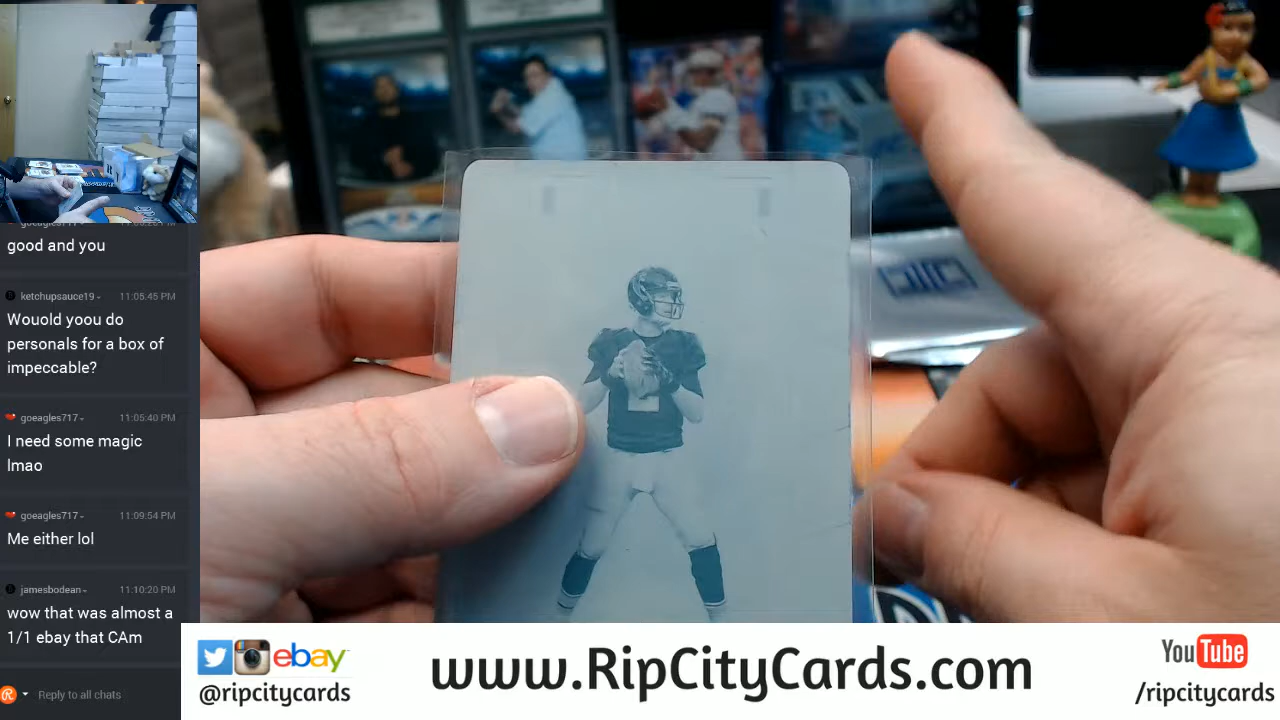 good and you
ketchupsauce19 11:05:45 PM
Wouold yoou do
personals for a box of
impeccable?
goeagles717 11:05:40 PM
I need some magic
lmao
goeagles717 11:09:54 PM
Me either lol
jamesbodean 11:10:20 PM
wow that was almost a
1/1 ebay that CAm
Reply to all chats
ebay
@ripcitycards
www.RipCityCards.com
YouTube
/ripcitycards